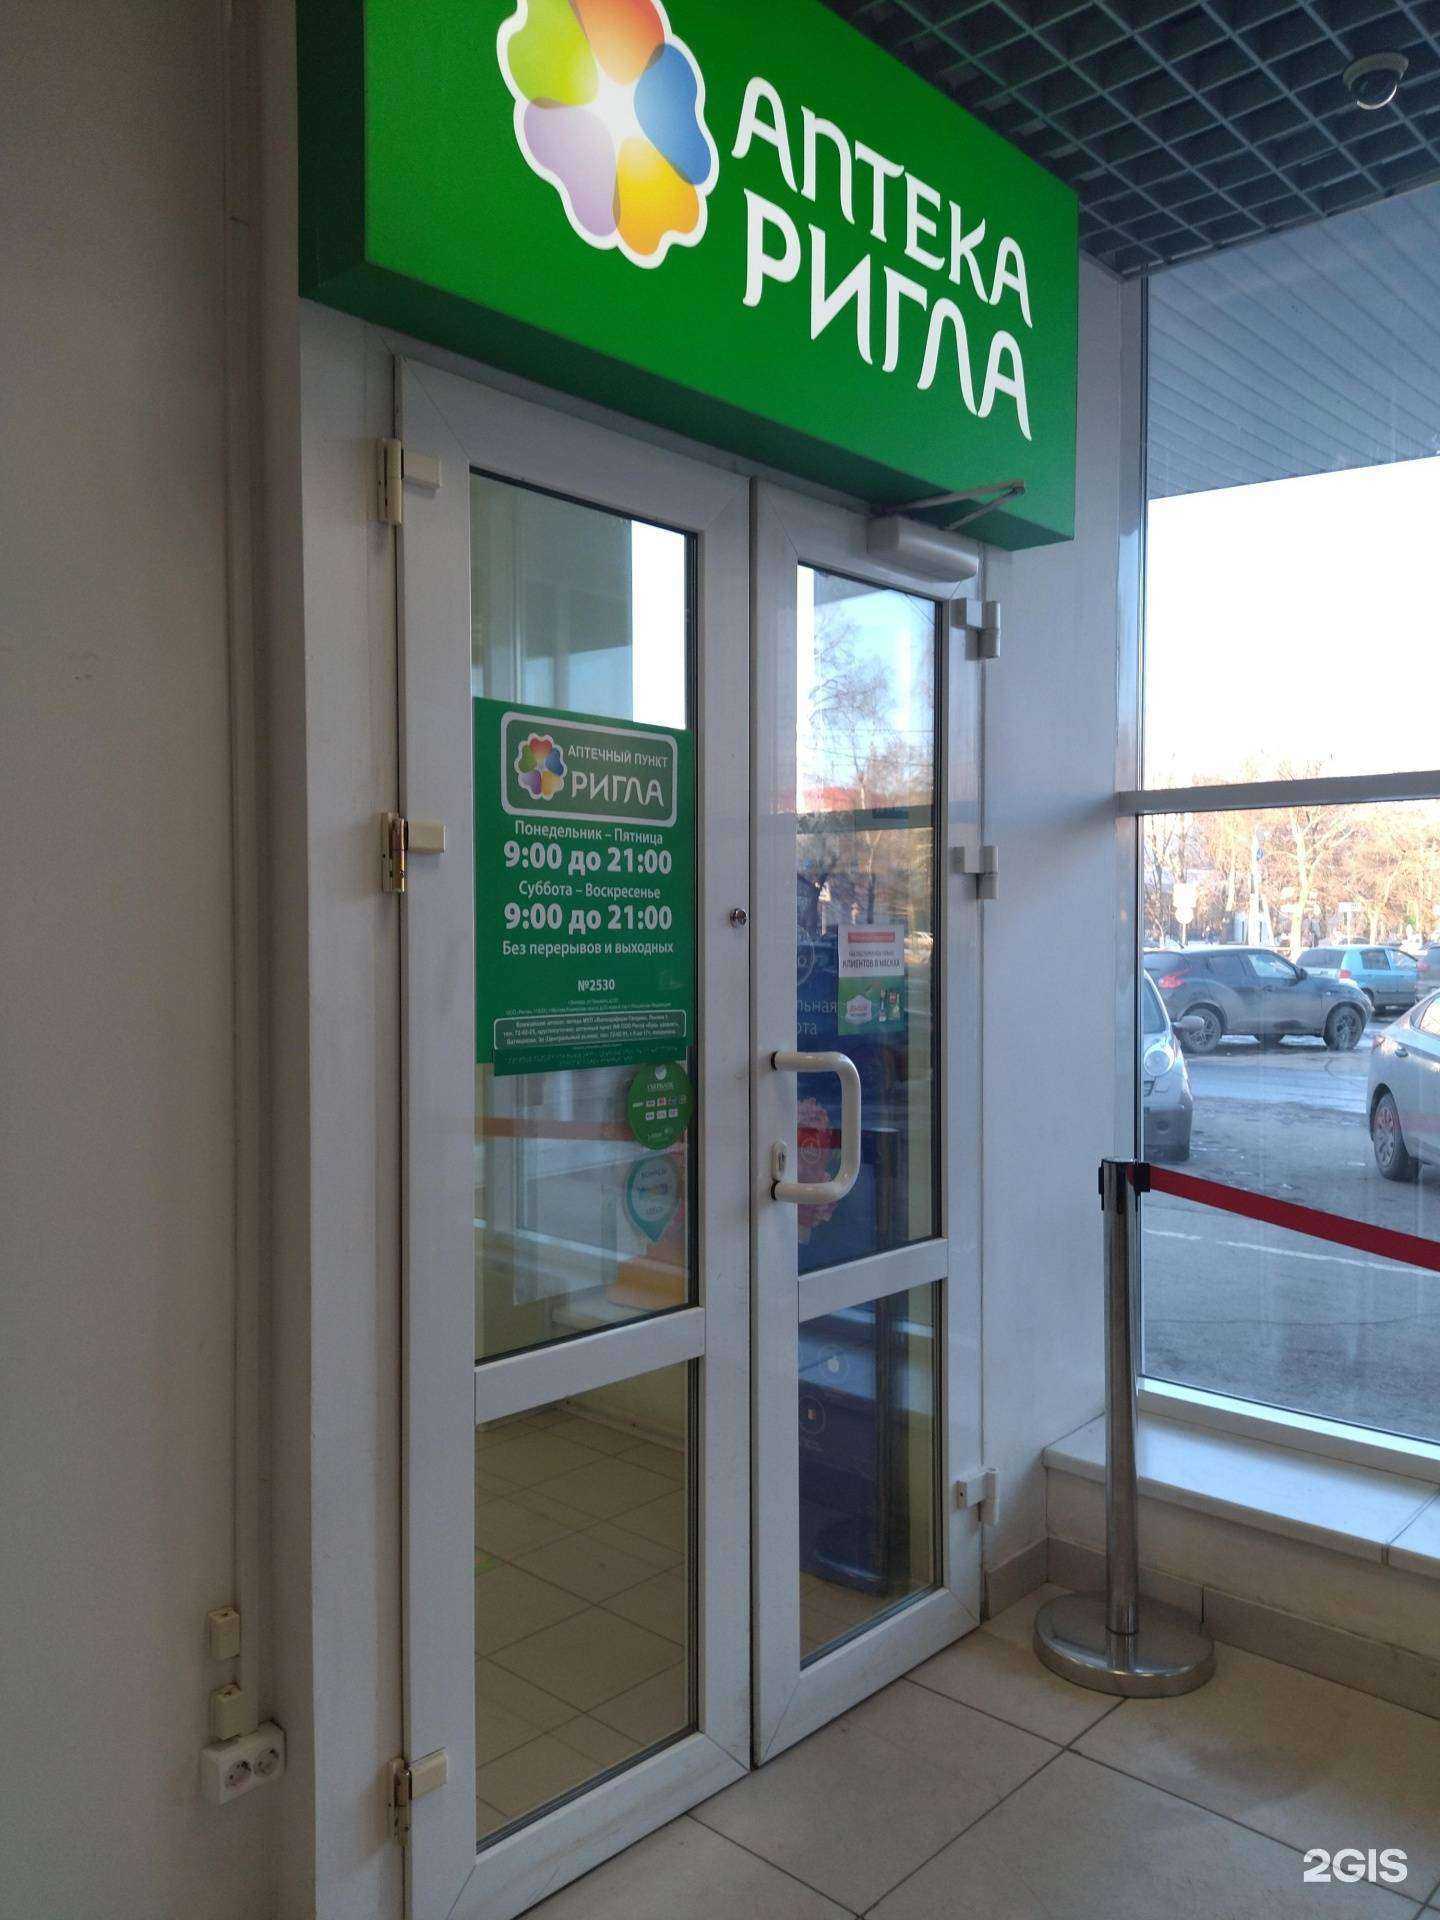 АПТЕКА
РИГЛА
АПТЕЧНЫЙ ПУНКТ
РИГЛА
Понедельник – Пятница
9:00 до 21:00
Суббота – Воскресенье
9:00 до 21:00
Без перерывов и выходных
№2530
КЛИЕНТОВ В МАСКАХ
2GIS